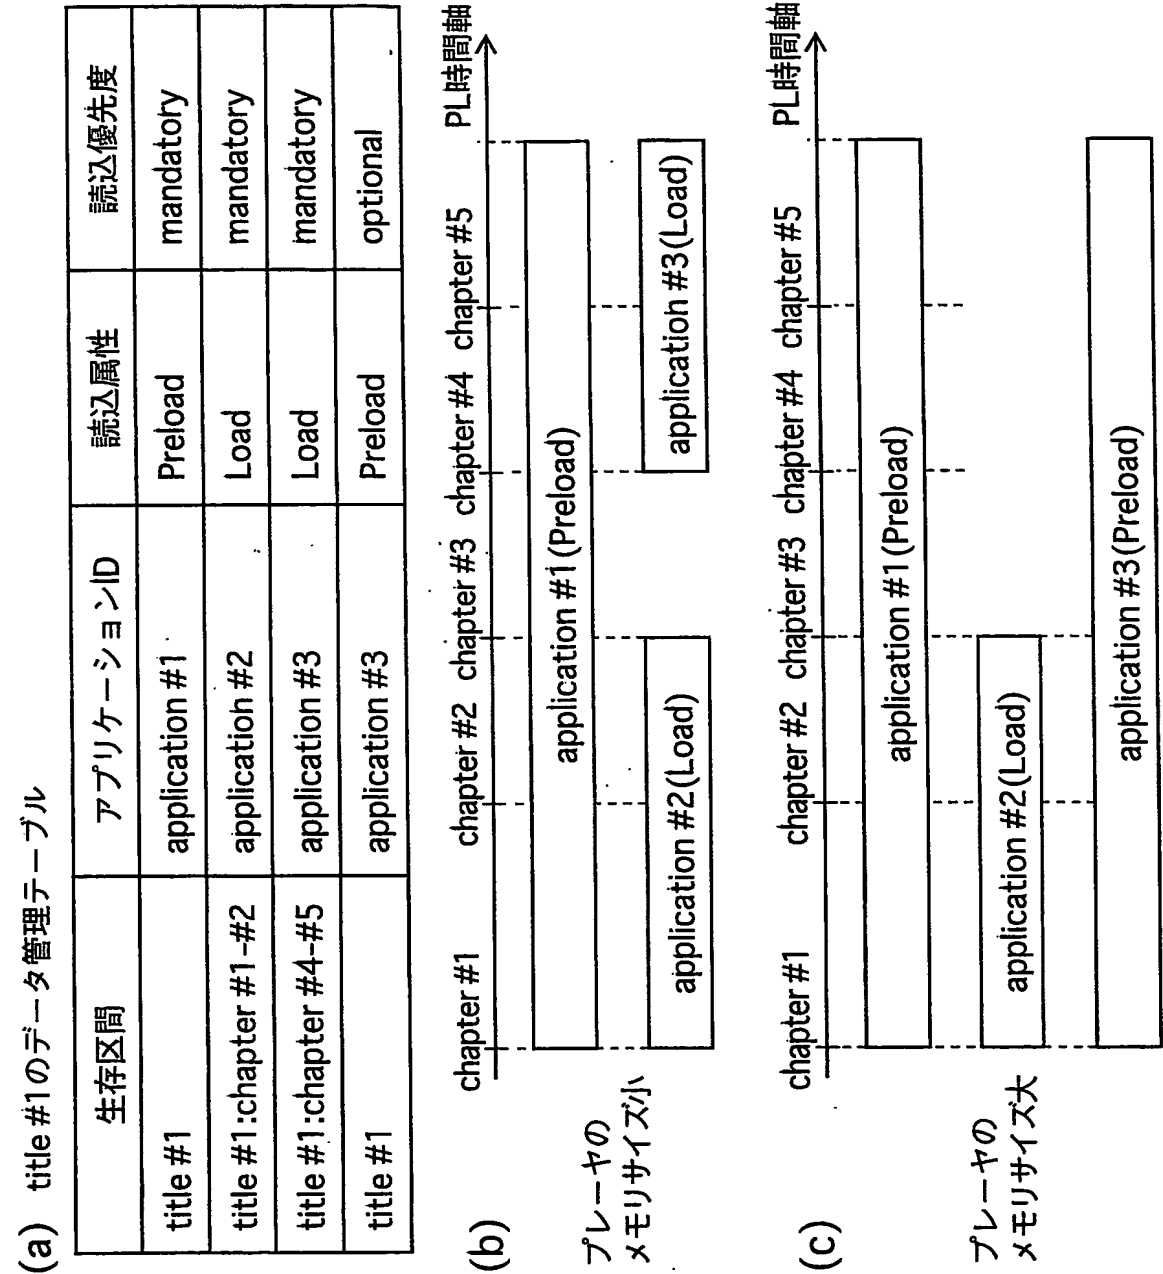 (a) title #1のデータ管理テーブル
生存区間 アプリケーションID 読込属性 読込優先度
title #1 application #1 Preload mandatory
title #1:chapter #1-#2 application #2 Load mandatory
title #1:chapter #4-#5 application #3 Load mandatory
title #1 application #3 Preload optional
(b)
プレーヤの
メモリサイズ小
chapter #1 chapter #2 chapter #3 chapter #4 chapter #5 PL時間軸
application #1(Preload)
application #2(Load) application #3(Load)
(c)
プレーヤの
メモリサイズ大
chapter #1 chapter #2 chapter #3 chapter #4 chapter #5 PL時間軸
application #1(Preload)
application #2(Load)
application #3(Preload)